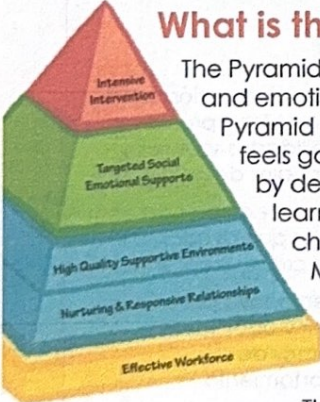 What is th
The Pyramid
and emoti
Pyramid
feels go
by de
learn
ch
M
Th
Intensive
Intervention
Targeted Social
Emotional Supports
High Quality Supportive Environments
Nurturing & Responsive Relationships
Effective Workforce